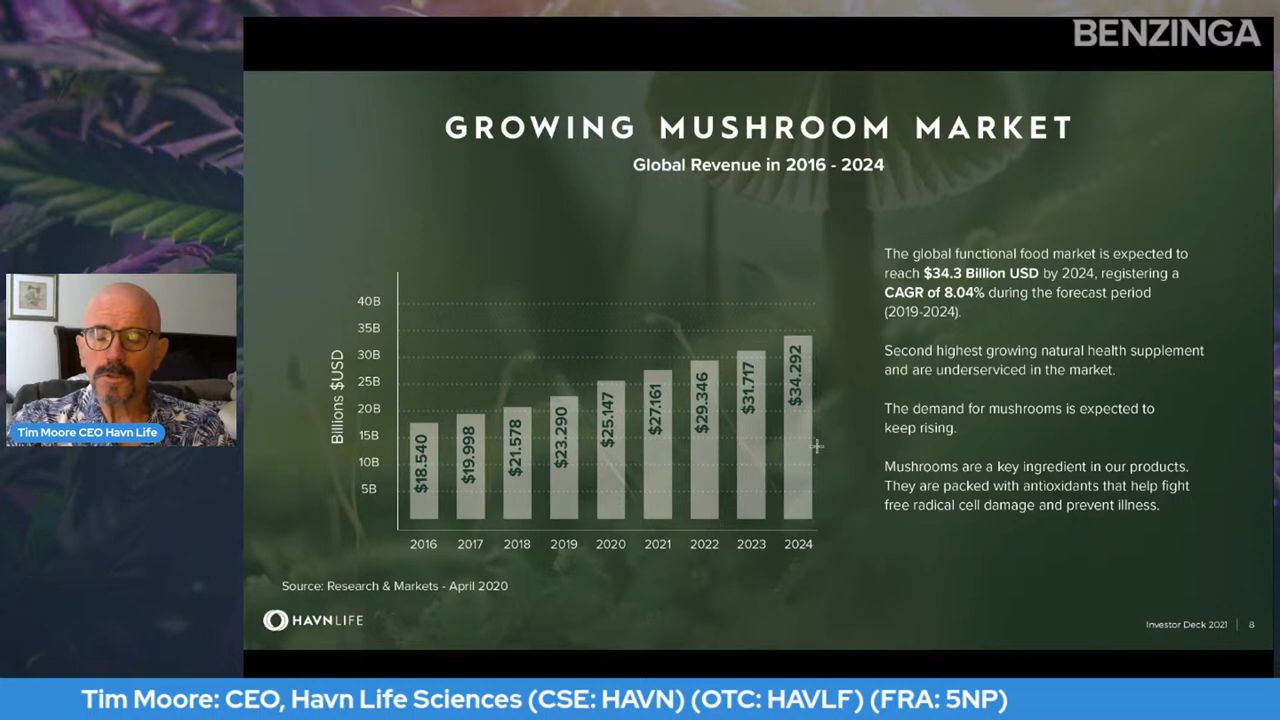 BENZINGA
GROWING MUSHROOM MARKET
Global Revenue in 2016 - 2024
Billions $USD
40B
35B
30B
25B
20B
15B
10B
5B
$18.540
$19.998
$21.578
$23.290
$25.147
$27.161
$29.346
$31.717
$34.292
2016 2017 2018 2019 2020 2021 2022 2023 2024
The global functional food market is expected to
reach $34.3 Billion USD by 2024, registering a
CAGR of 8.04% during the forecast period
(2019-2024).
Second highest growing natural health supplement
and are underserviced in the market.
The demand for mushrooms is expected to
keep rising.
Mushrooms are a key ingredient in our products.
They are packed with antioxidants that help fight
free radical cell damage and prevent illness.
Source: Research & Markets - April 2020
HAVNLIFE
Investor Deck 2021 | 8
Tim Moore CEO Havn Life
Tim Moore: CEO, Havn Life Sciences (CSE: HAVN) (OTC: HAVLF) (FRA: 5NP)